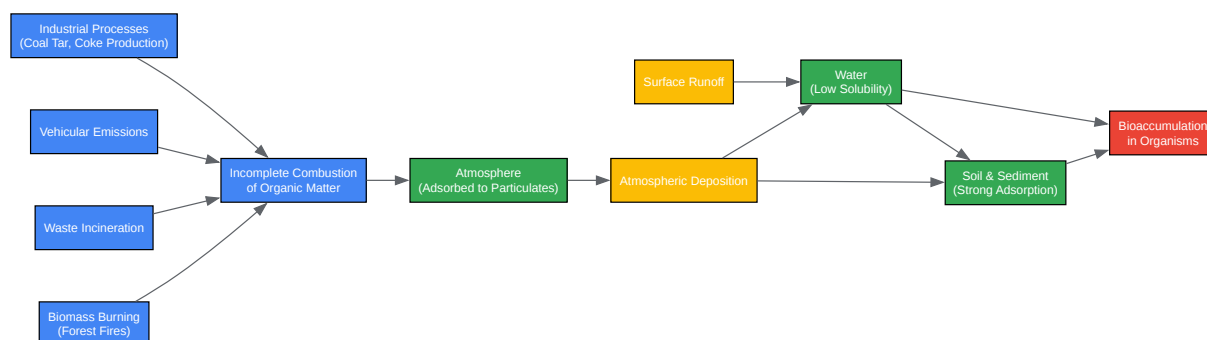 Industrial Processes
(Coal Tar, Coke Production)
Vehicular Emissions
Waste Incineration
Biomass Burning
(Forest Fires)
Incomplete Combustion
of Organic Matter
Atmosphere
(Adsorbed to Particulates)
Surface Runoff
Atmospheric Deposition
Water
(Low Solubility)
Soil & Sediment
(Strong Adsorption)
Bioaccumulation
in Organisms